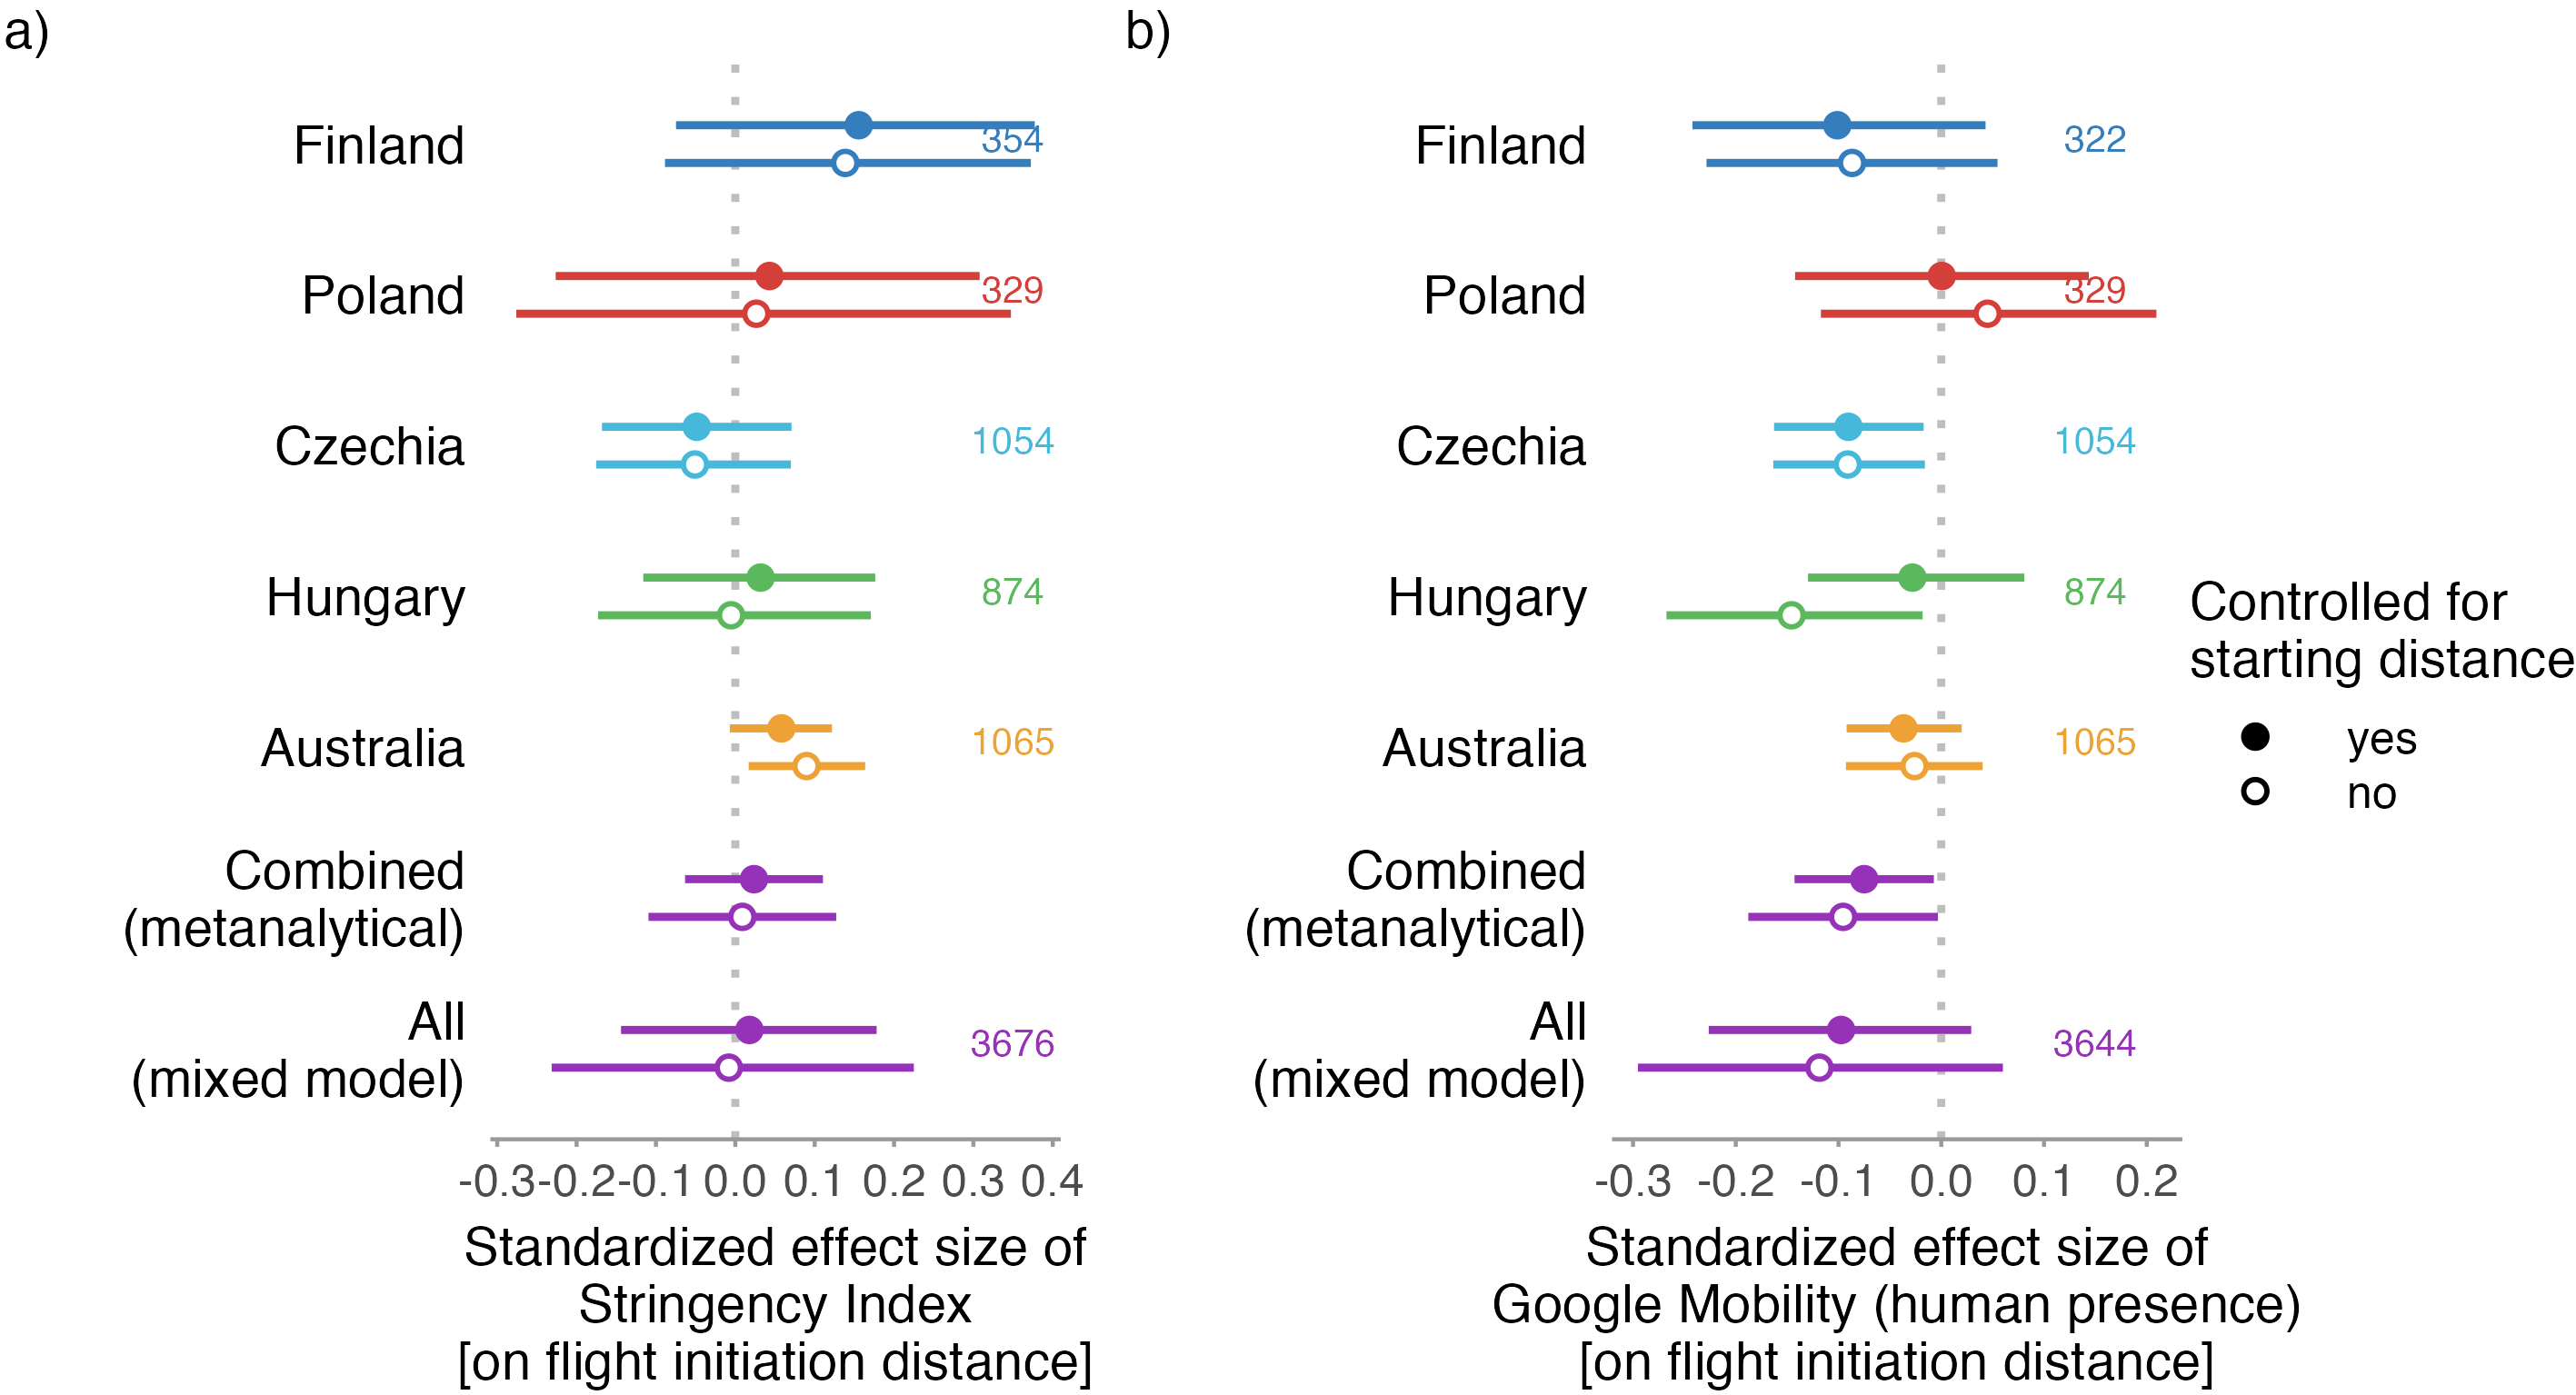 a)
Finland
354
Poland
329
Czechia
1054
Hungary
874
Australia
1065
Combined
(metanalytical)
All
(mixed model)
3676
-0.3 -0.2 -0.1 0.0 0.1 0.2 0.3 0.4
Standardized effect size of
Stringency Index
[on flight initiation distance]
b)
Finland
322
Poland
329
Czechia
1054
Hungary
874
Australia
1065
Combined
(metanalytical)
All
(mixed model)
3644
-0.3 -0.2 -0.1 0.0 0.1 0.2
Standardized effect size of
Google Mobility (human presence)
[on flight initiation distance]
Controlled for
starting distance
yes
no